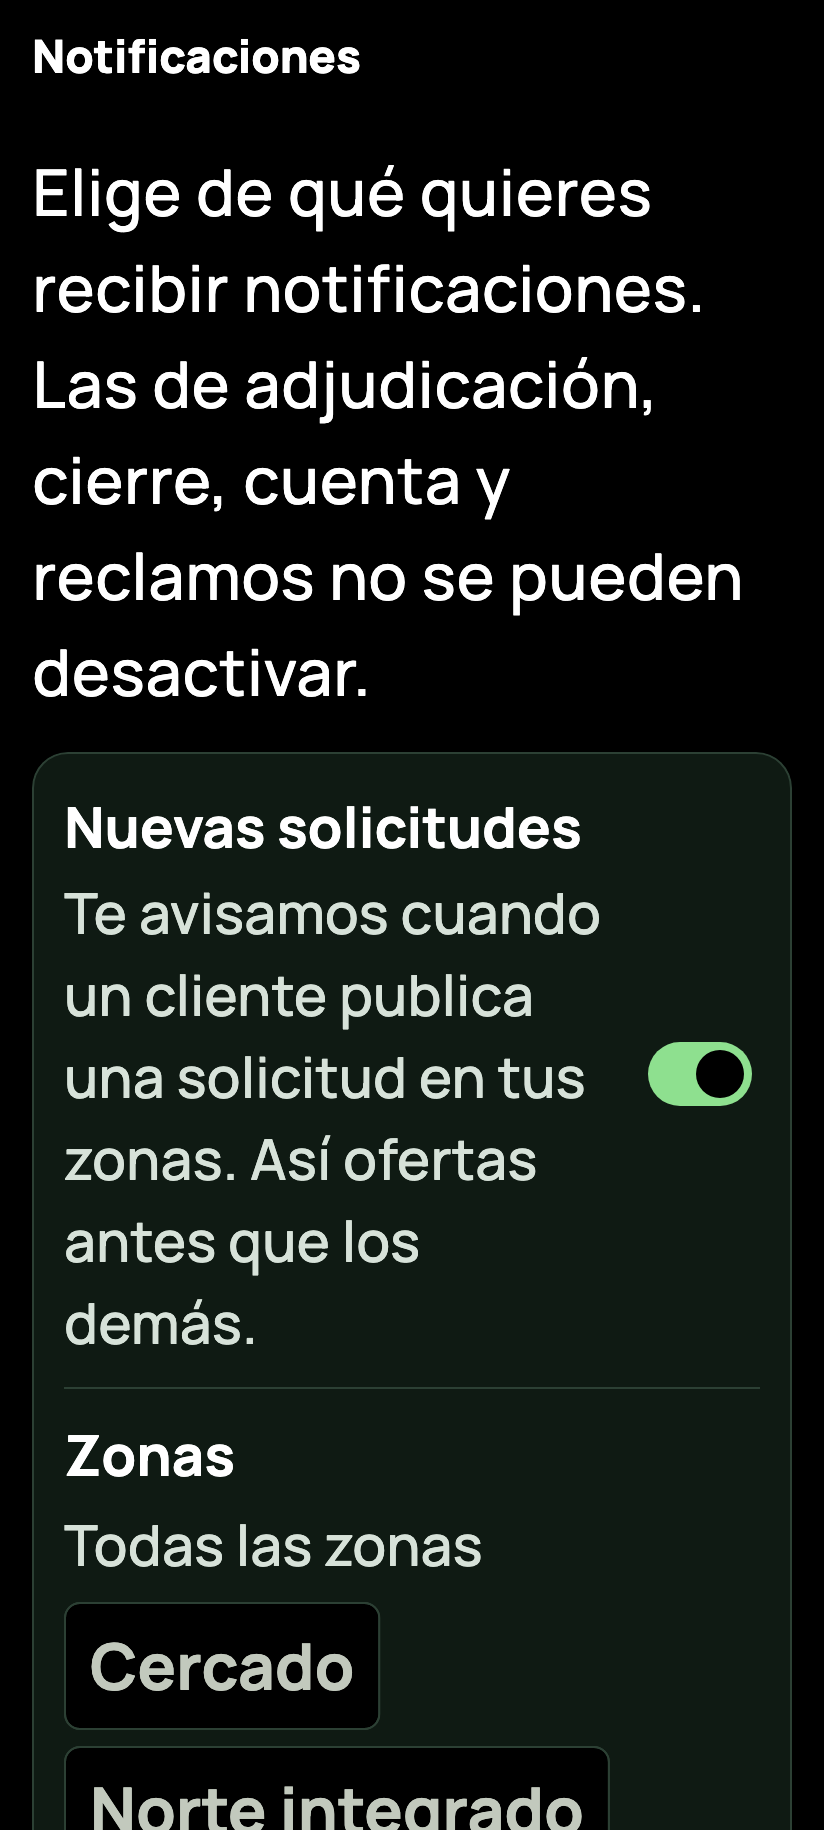 Notificaciones
Elige de qué quieres
recibir notificaciones.
Las de adjudicación,
cierre, cuenta y
reclamos no se pueden
desactivar.
Nuevas solicitudes
Te avisamos cuando
un cliente publica
una solicitud en tus
zonas. Así ofertas
antes que los
demás.
Zonas
Todas las zonas
Cercado
Norte integrado